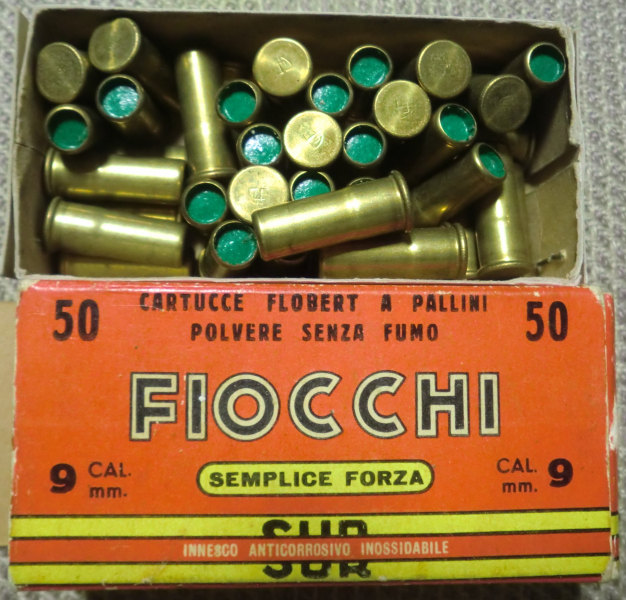 50 CARTUCCE FLOBERT A PALLINI 50
POLVERE SENZA FUMO
FIOCCHI
9 CAL. mm. SEMPLICE FORZA CAL. mm. 9
SUR
INNESCO ANTICORROSIVO INOSSIDABILE